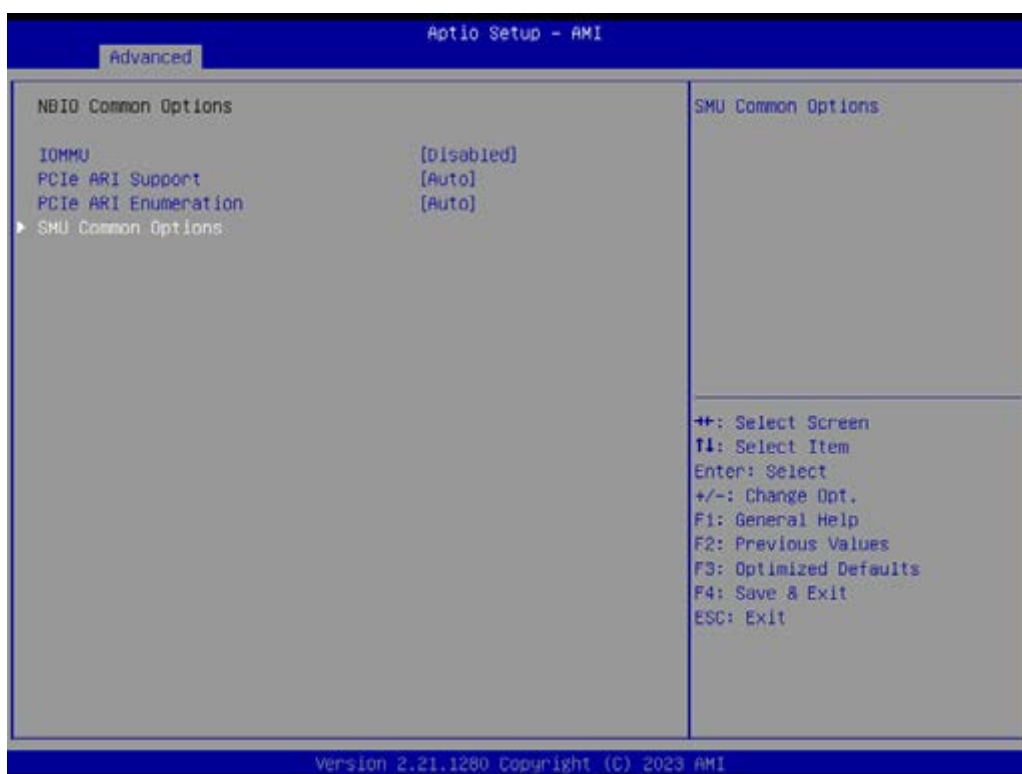 Aptio Setup – AMI
Advanced
NBIO Common Options
IOMMU [Disabled]
PCIe ARI Support [Auto]
PCIe ARI Enumeration [Auto]
▶ SMU Common Options
SMU Common Options
→←: Select Screen
↑↓: Select Item
Enter: Select
+/-: Change Opt.
F1: General Help
F2: Previous Values
F3: Optimized Defaults
F4: Save & Exit
ESC: Exit
Version 2.21.1280 Copyright (C) 2023 AMI